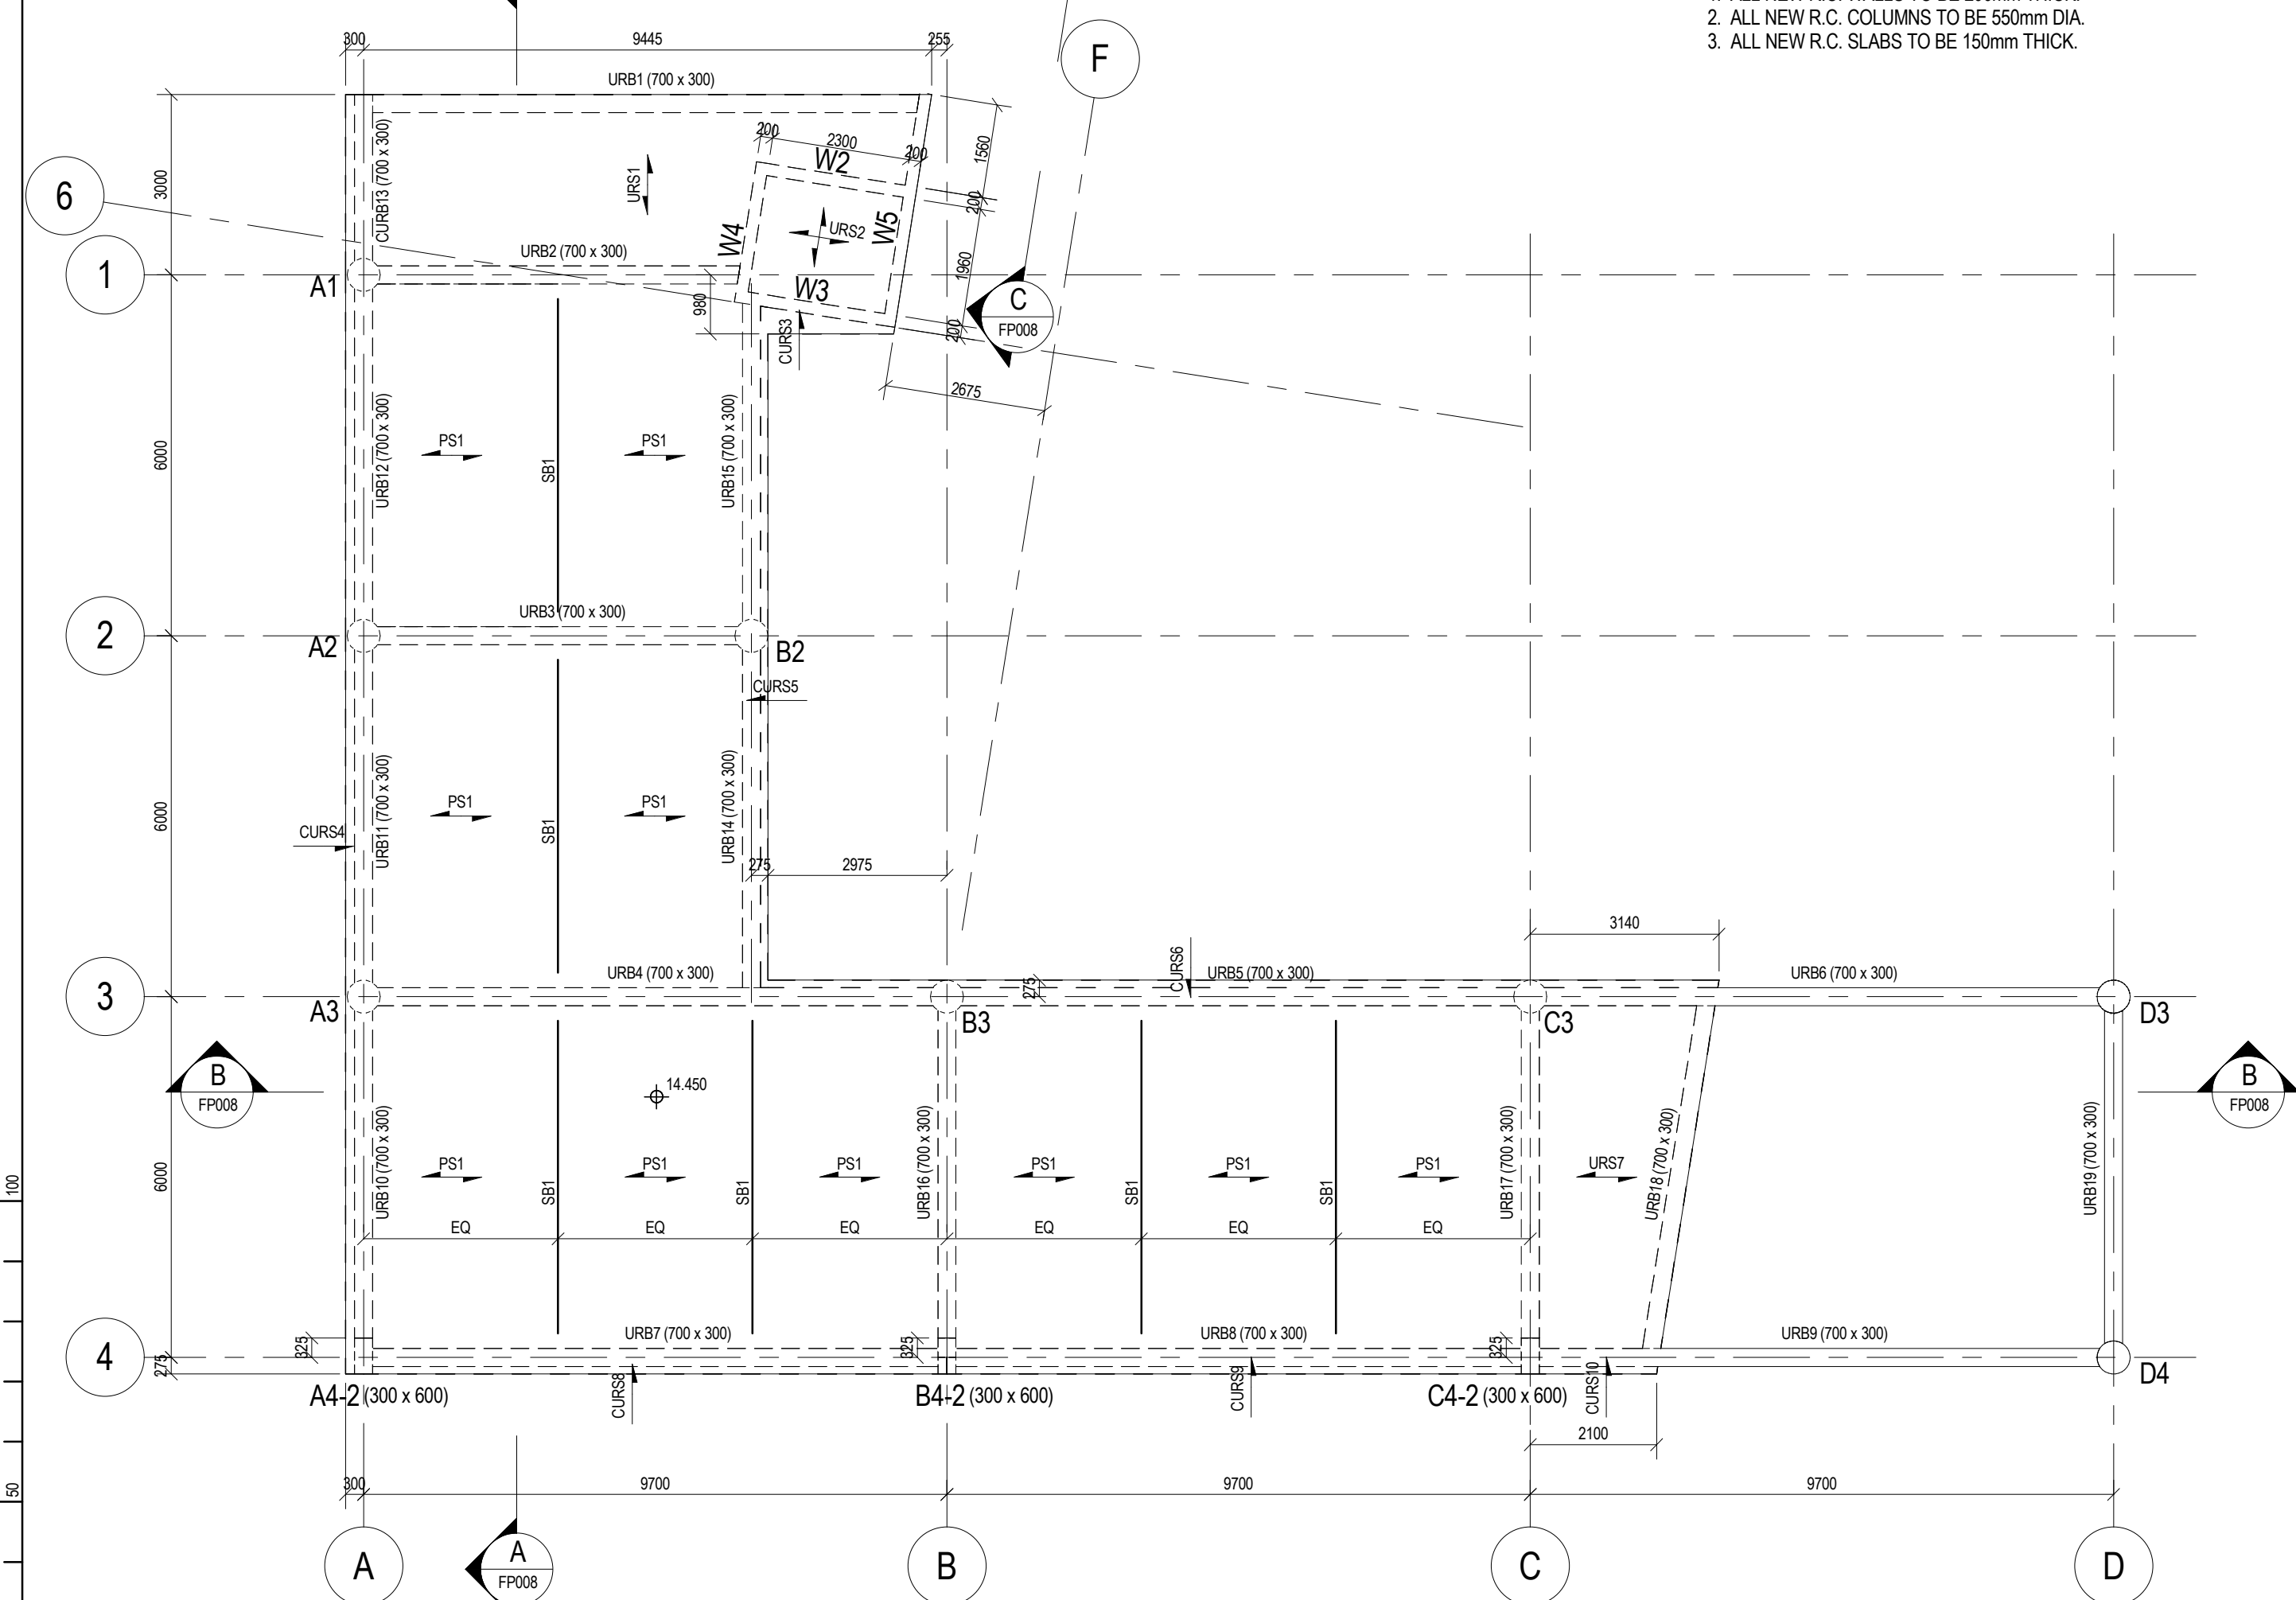 2. ALL NEW R.C. COLUMNS TO BE 550mm DIA.
3. ALL NEW R.C. SLABS TO BE 150mm THICK.
300
9445
255
F
URB1 (700 x 300)
3000
CURB13 (700 x 300)
URS1
200
2300
200
W2
1560
200
6
W4
URS2
W5
1960
1
A1
URB2 (700 x 300)
980
W3
CURS3
200
C
FP008
2675
6000
URB12 (700 x 300)
PS1
SB1
PS1
URB15 (700 x 300)
2
A2
URB3 (700 x 300)
B2
CURS5
6000
CURS4
URB11 (700 x 300)
PS1
SB1
PS1
URB14 (700 x 300)
275
2975
3140
3
A3
URB4 (700 x 300)
B3
275
CURS6
URB5 (700 x 300)
C3
URB6 (700 x 300)
D3
B
FP008
14.450
B
FP008
6000
URB10 (700 x 300)
PS1
SB1
PS1
SB1
PS1
URB16 (700 x 300)
PS1
SB1
PS1
SB1
PS1
URB17 (700 x 300)
URS7
URB18 (700 x 300)
URB19 (700 x 300)
EQ
EQ
EQ
EQ
EQ
EQ
100
4
275
325
URB7 (700 x 300)
325
URB8 (700 x 300)
325
URB9 (700 x 300)
D4
A4-2 (300 x 600)
CURS8
B4-2 (300 x 600)
CURS9
C4-2 (300 x 600)
CURS10
2100
50
300
9700
9700
9700
A
A
FP008
B
C
D